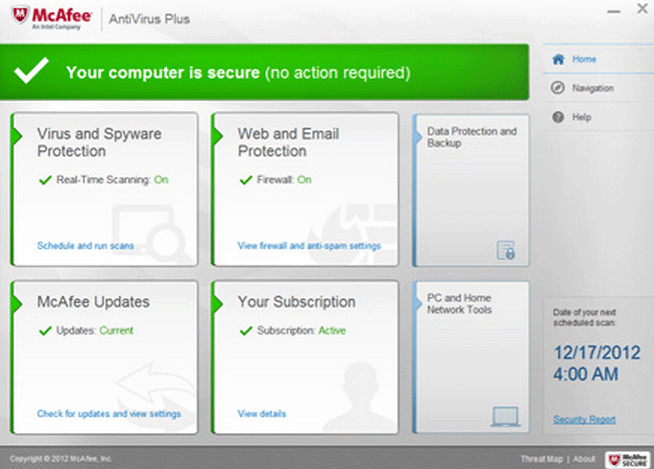 McAfee
An Intel Company
AntiVirus Plus
Your computer is secure (no action required)
Home
Navigation
Help
Virus and Spyware
Protection
Real-Time Scanning: On
Schedule and run scans
Web and Email
Protection
Firewall: On
View firewall and anti-spam settings
Data Protection and
Backup
McAfee Updates
Updates: Current
Check for updates and view settings
Your Subscription
Subscription: Active
View details
PC and Home
Network Tools
Date of your next
scheduled scan:
12/17/2012
4:00 AM
Security Report
Copyright © 2012 McAfee, Inc.
Threat Map | About
McAfee
SECURE